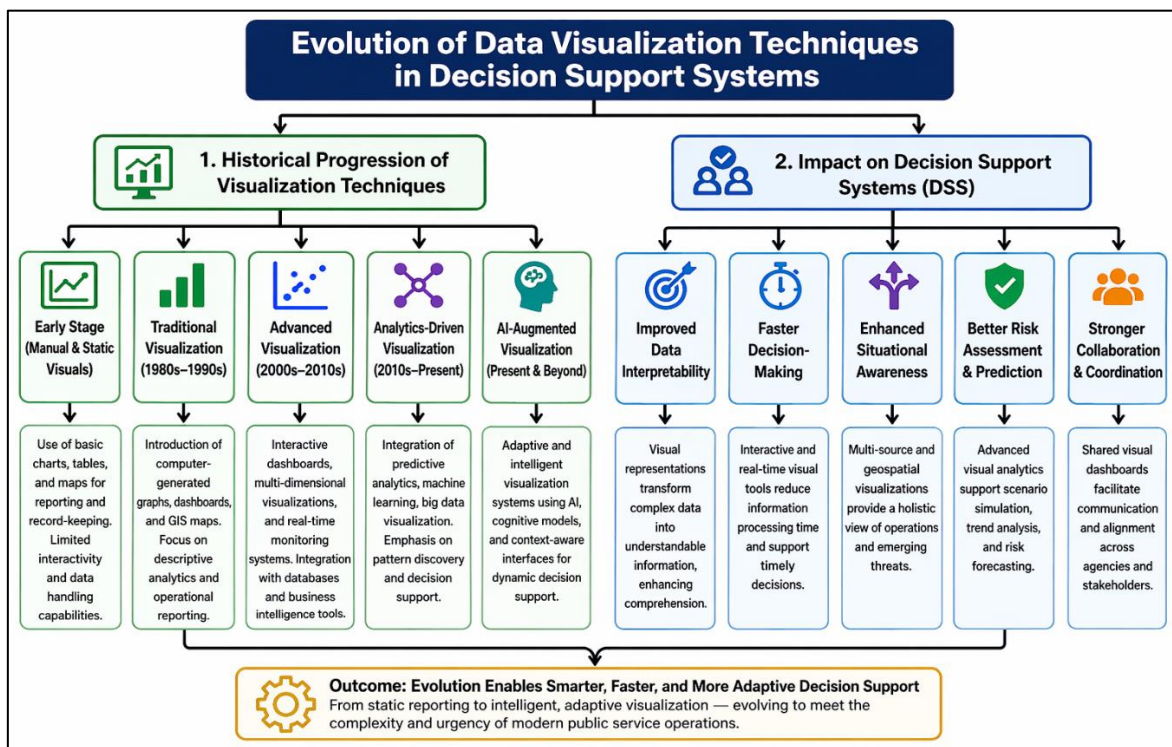 Evolution of Data Visualization Techniques
in Decision Support Systems
1. Historical Progression of
Visualization Techniques
2. Impact on Decision Support
Systems (DSS)
Early Stage
(Manual & Static
Visuals)
Traditional
Visualization
(1980s–1990s)
Advanced
Visualization
(2000s–2010s)
Analytics-Driven
Visualization
(2010s–Present)
AI-Augmented
Visualization
(Present & Beyond)
Improved
Data
Interpretability
Faster
Decision-
Making
Enhanced
Situational
Awareness
Better Risk
Assessment
& Prediction
Stronger
Collaboration
& Coordination
Use of basic
charts, tables,
and maps for
reporting and
record-keeping.
Limited
interactivity
and data
handling
capabilities.
Introduction of
computer-
generated
graphs, dashboards,
and GIS maps.
Focus on
descriptive
analytics and
operational
reporting.
Interactive
dashboards,
multi-dimensional
visualizations,
and real-time
monitoring
systems. Integration
with databases
and business
intelligence tools.
Integration of
predictive
analytics, machine
learning, big data
visualization.
Emphasis on
pattern discovery
and decision
support.
Adaptive and
intelligent
visualization
systems using AI,
cognitive models,
and context-aware
interfaces for
dynamic decision
support.
Visual
representations
transform
complex data
into
understandable
information,
enhancing
comprehension.
Interactive and
real-time visual
tools reduce
information
processing time
and support
timely
decisions.
Multi-source and
geospatial
visualizations
provide a holistic
view of operations
and emerging
threats.
Advanced
visual analytics
support scenario
simulation,
trend analysis,
and risk
forecasting.
Shared visual
dashboards
facilitate
communication
and alignment
across
agencies and
stakeholders.
Outcome: Evolution Enables Smarter, Faster, and More Adaptive Decision Support
From static reporting to intelligent, adaptive visualization — evolving to meet the
complexity and urgency of modern public service operations.